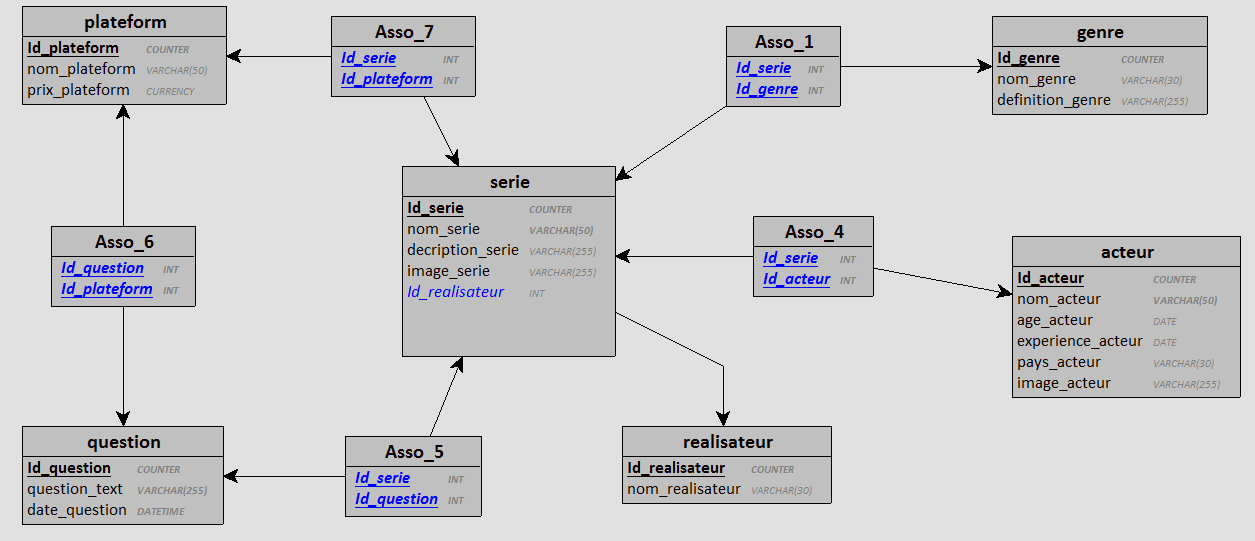 plateform
Id_plateform COUNTER
nom_plateform VARCHAR(50)
prix_plateform CURRENCY
Asso_7
Id_serie INT
Id_plateform INT
Asso_1
Id_serie INT
Id_genre INT
genre
Id_genre COUNTER
nom_genre VARCHAR(30)
definition_genre VARCHAR(255)
serie
Id_serie COUNTER
nom_serie VARCHAR(50)
decription_serie VARCHAR(255)
image_serie VARCHAR(255)
Id_realisateur INT
Asso_6
Id_question INT
Id_plateform INT
Asso_4
Id_serie INT
Id_acteur INT
acteur
Id_acteur COUNTER
nom_acteur VARCHAR(50)
age_acteur DATE
experience_acteur DATE
pays_acteur VARCHAR(30)
image_acteur VARCHAR(255)
question
Id_question COUNTER
question_text VARCHAR(255)
date_question DATETIME
Asso_5
Id_serie INT
Id_question INT
realisateur
Id_realisateur COUNTER
nom_realisateur VARCHAR(30)